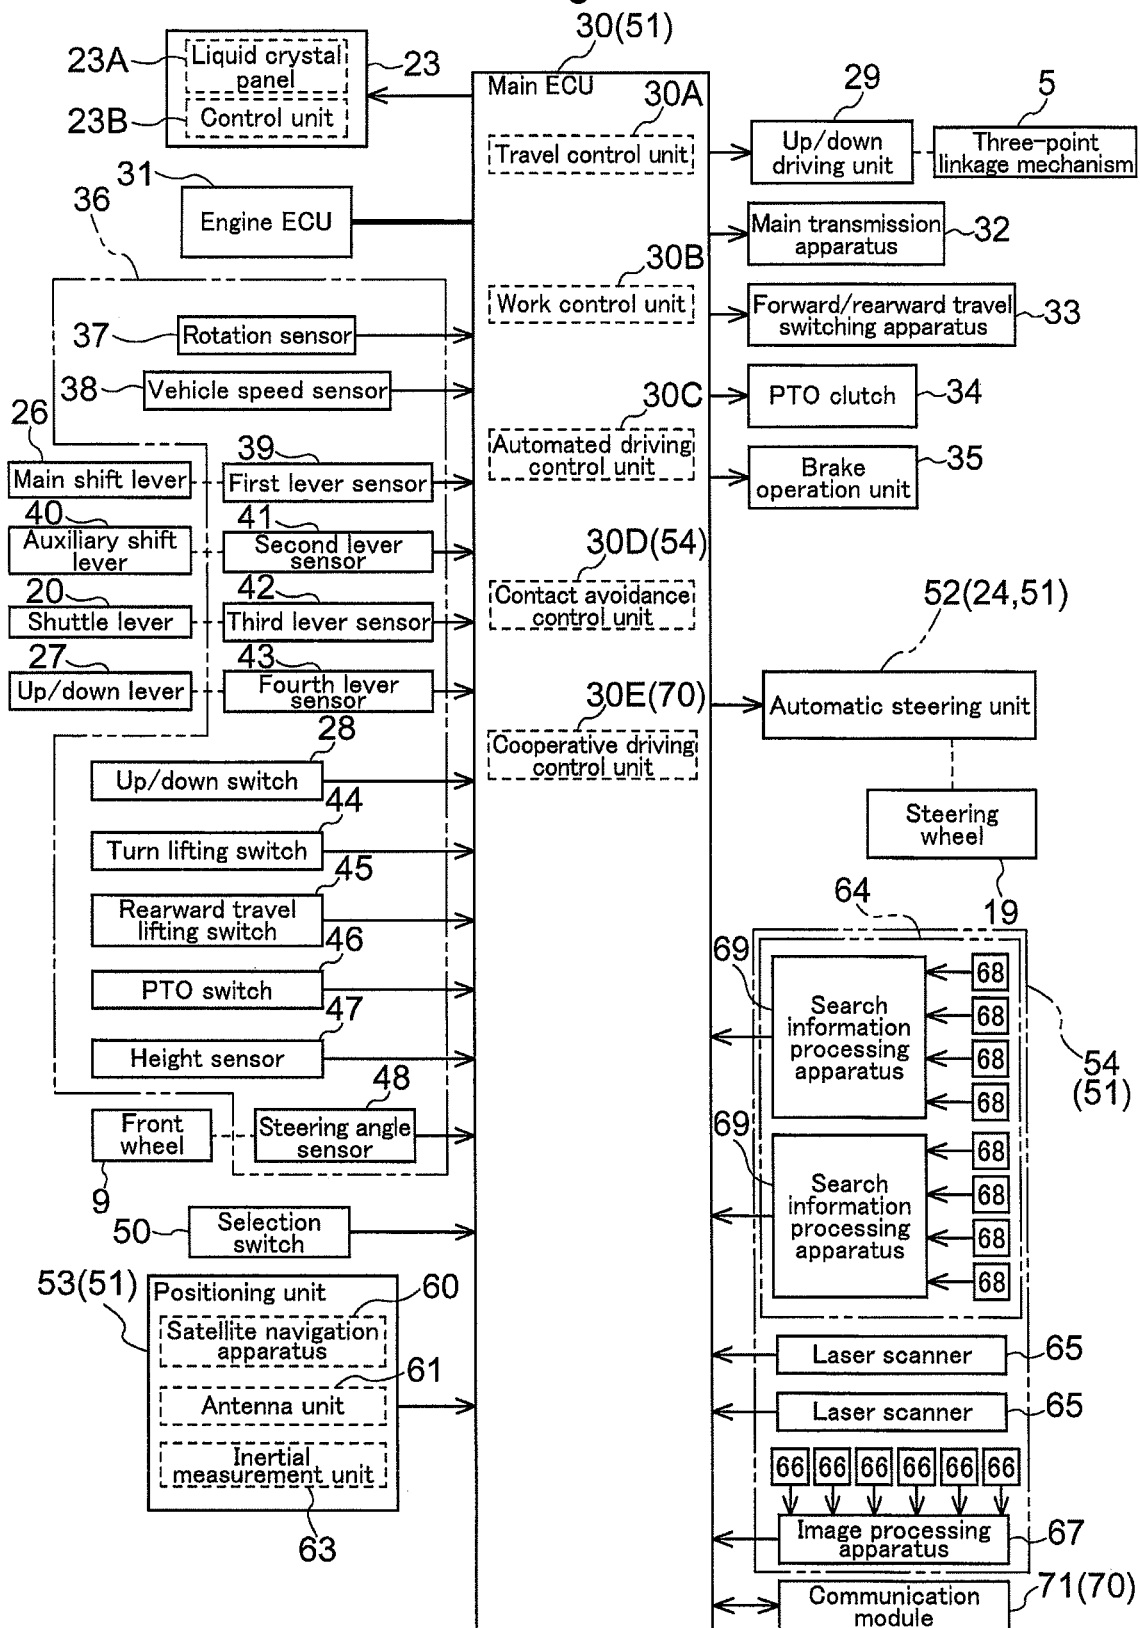 30(51)
23A
Liquid crystal
panel
23
23B
Control unit
Main ECU
30A
Travel control unit
29
Up/down
driving unit
5
Three-point
linkage mechanism
31
Engine ECU
36
Main transmission
apparatus
32
30B
Work control unit
Forward/rearward travel
switching apparatus
33
37
Rotation sensor
38
Vehicle speed sensor
30C
Automated driving
control unit
PTO clutch
34
26
Main shift lever
39
First lever sensor
Brake
operation unit
35
40
Auxiliary shift
lever
41
Second lever
sensor
30D(54)
Contact avoidance
control unit
20
Shuttle lever
42
Third lever sensor
52(24,51)
27
Up/down lever
43
Fourth lever
sensor
30E(70)
Cooperative driving
control unit
Automatic steering unit
28
Up/down switch
Steering
wheel
19
44
Turn lifting switch
45
Rearward travel
lifting switch
46
PTO switch
47
Height sensor
48
Front
wheel
Steering angle
sensor
9
50
Selection
switch
64
69
Search
information
processing
apparatus
68
68
68
68
54
(51)
69
Search
information
processing
apparatus
68
68
68
68
53(51)
Positioning unit
60
Satellite navigation
apparatus
61
Antenna unit
Inertial
measurement unit
63
Laser scanner
65
Laser scanner
65
66 66 66 66 66 66
Image processing
apparatus
67
Communication
module
71(70)